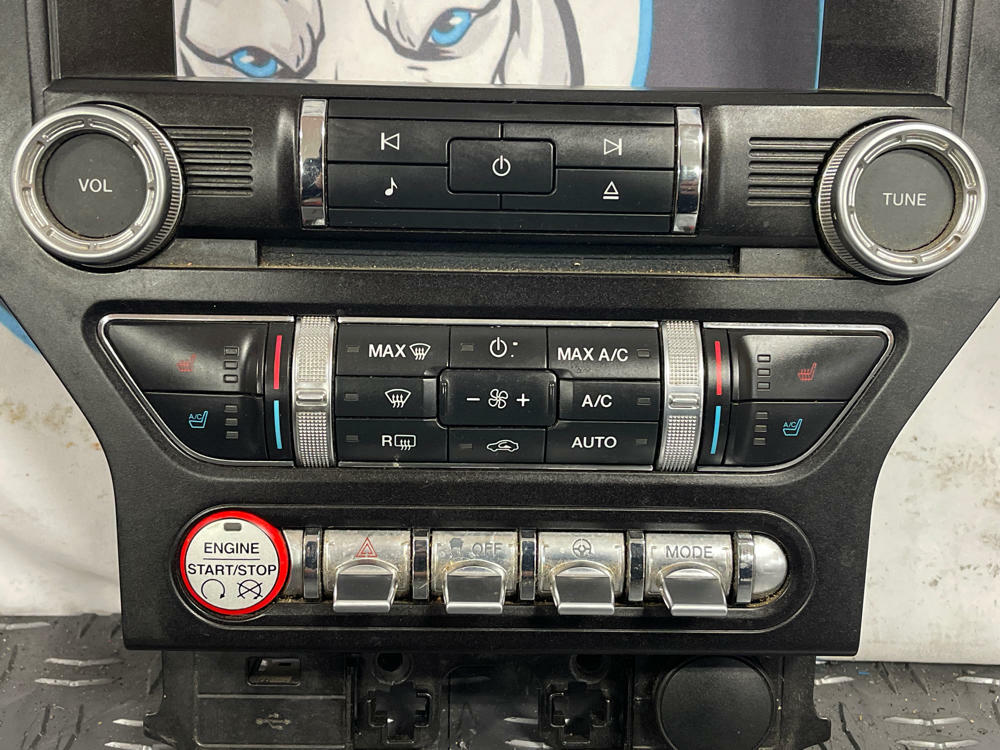 VOL
TUNE
MAX
MAX A/C
A/C
- +
A/C
A/C
R
AUTO
ENGINE
START/STOP
OFF
MODE